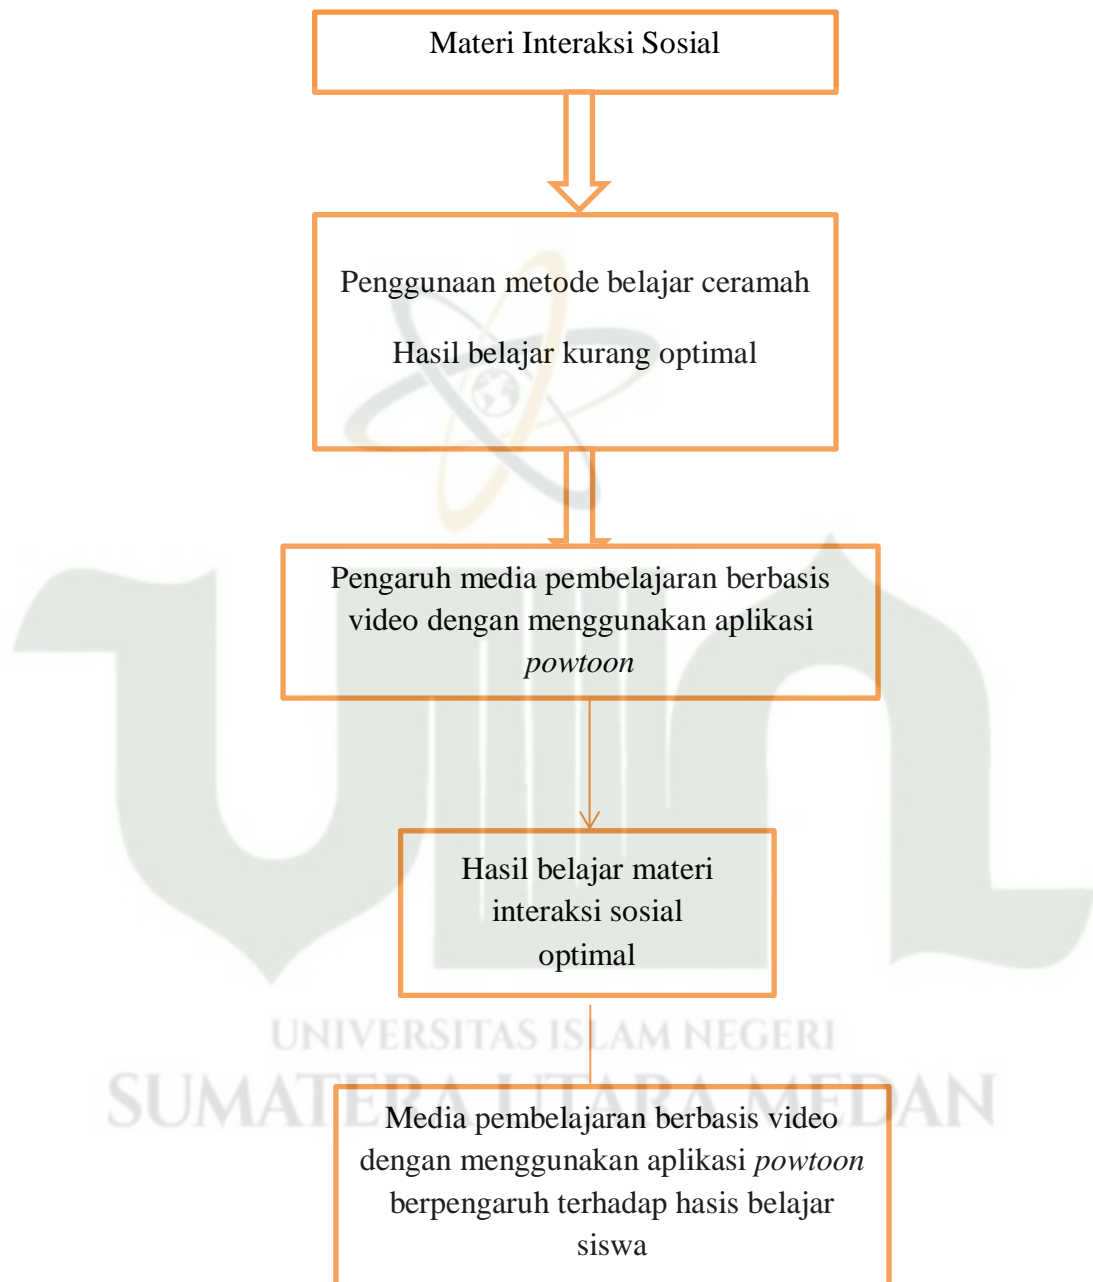 Materi Interaksi Sosial
Penggunaan metode belajar ceramah
Hasil belajar kurang optimal
Pengaruh media pembelajaran berbasis
video dengan menggunakan aplikasi
powtoon
Hasil belajar materi
interaksi sosial
optimal
UNIVERSITAS ISLAM NEGERI
SUMATERA UTARA MEDAN
Media pembelajaran berbasis video
dengan menggunakan aplikasi powtoon
berpengaruh terhadap hasis belajar
siswa